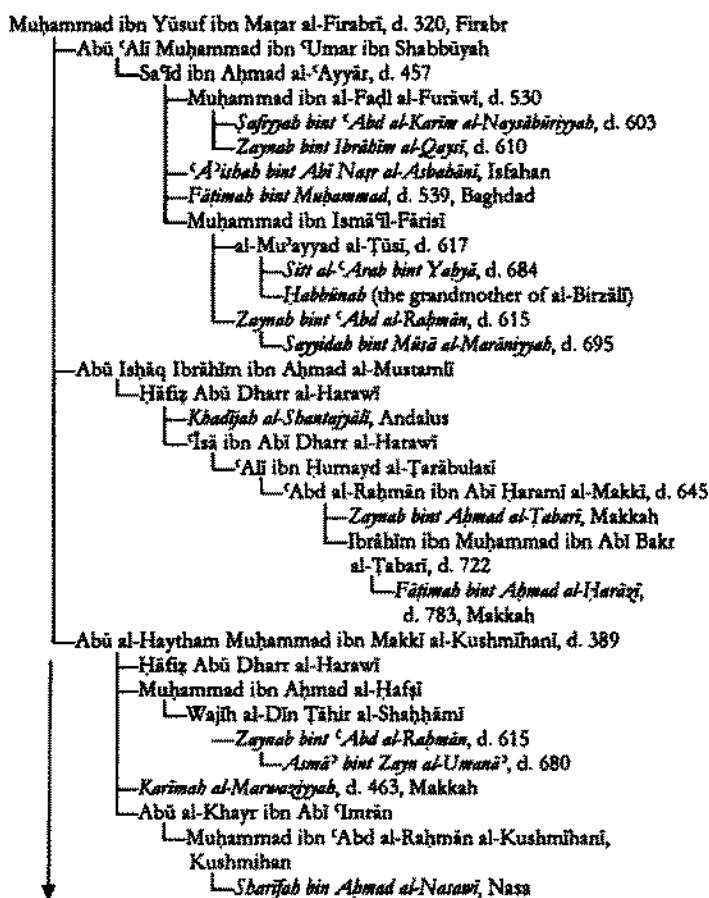 Muḥammad ibn Yūsuf ibn Maṭar al-Firabrī, d. 320, Firabr
Abū ʿAlī Muḥammad ibn ʿUmar ibn Shabbūyah
Saʿīd ibn Aḥmad al-ʿAyyār, d. 457
Muḥammad ibn al-Faḍl al-Furāwī, d. 530
Ṣafiyyah bint ʿAbd al-Karīm al-Naysābūriyyah, d. 603
Zaynab bint Ibrāhīm al-Qaysī, d. 610
ʿĀʾishah bint Abī Naṣr al-Aṣbahānī, Isfahan
Fāṭimah bint Muḥammad, d. 539, Baghdad
Muḥammad ibn Ismāʿīl-Fārisī
al-Muʾayyad al-Ṭūsī, d. 617
Sitt al-ʿArab bint Yaḥyā, d. 684
Ḥabbūnah (the grandmother of al-Birzālī)
Zaynab bint ʿAbd al-Raḥmān, d. 615
Sayyidah bint Mūsā al-Marāniyyah, d. 695
Abū Isḥāq Ibrāhīm ibn Aḥmad al-Mustamlī
Ḥāfiẓ Abū Dharr al-Harawī
Khadījah al-Shantajyālī, Andalus
ʿĪsā ibn Abī Dharr al-Harawī
ʿAlī ibn Ḥumayd al-Ṭarābulasī
ʿAbd al-Raḥmān ibn Abī Ḥaramī al-Makkī, d. 645
Zaynab bint Aḥmad al-Ṭabarī, Makkah
Ibrāhīm ibn Muḥammad ibn Abī Bakr
al-Ṭabarī, d. 722
Fāṭimah bint Aḥmad al-Ḥarāzī,
d. 783, Makkah
Abū al-Haytham Muḥammad ibn Makkī al-Kushmīhanī, d. 389
Ḥāfiẓ Abū Dharr al-Harawī
Muḥammad ibn Aḥmad al-Ḥafṣī
Wajīh al-Dīn Ṭāhir al-Shaḥḥāmī
Zaynab bint ʿAbd al-Raḥmān, d. 615
Asmāʾ bint Zayn al-Umanāʾ, d. 680
Karīmah al-Marwaziyyah, d. 463, Makkah
Abū al-Khayr ibn Abī ʿImrān
Muḥammad ibn ʿAbd al-Raḥmān al-Kushmīhanī,
Kushmihan
Sharīfah bin Aḥmad al-Nasawī, Nasa